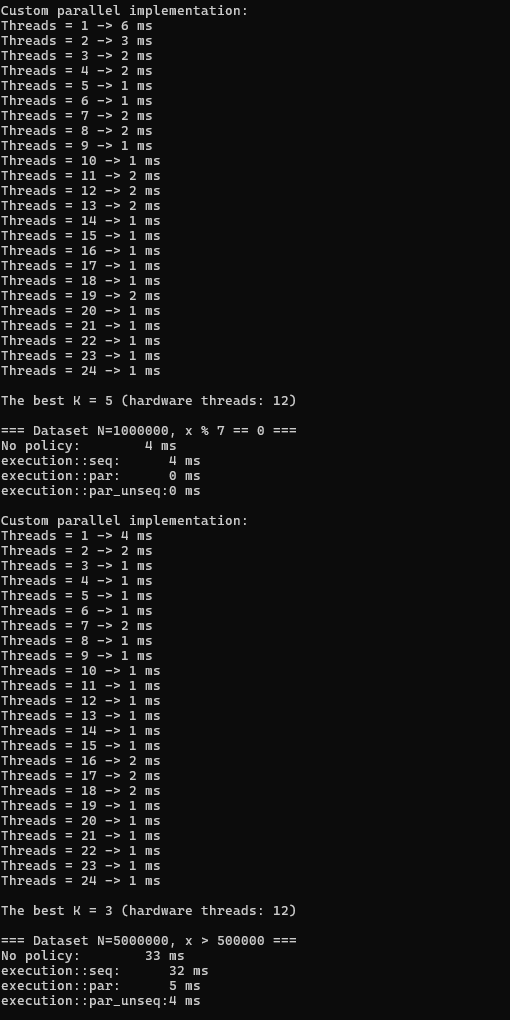 Custom parallel implementation:
Threads = 1 -> 6 ms
Threads = 2 -> 3 ms
Threads = 3 -> 2 ms
Threads = 4 -> 2 ms
Threads = 5 -> 1 ms
Threads = 6 -> 1 ms
Threads = 7 -> 2 ms
Threads = 8 -> 2 ms
Threads = 9 -> 1 ms
Threads = 10 -> 1 ms
Threads = 11 -> 2 ms
Threads = 12 -> 2 ms
Threads = 13 -> 2 ms
Threads = 14 -> 1 ms
Threads = 15 -> 1 ms
Threads = 16 -> 1 ms
Threads = 17 -> 1 ms
Threads = 18 -> 1 ms
Threads = 19 -> 2 ms
Threads = 20 -> 1 ms
Threads = 21 -> 1 ms
Threads = 22 -> 1 ms
Threads = 23 -> 1 ms
Threads = 24 -> 1 ms

The best K = 5 (hardware threads: 12)

=== Dataset N=1000000, x % 7 == 0 ===
No policy:        4 ms
execution::seq:      4 ms
execution::par:      0 ms
execution::par_unseq:0 ms

Custom parallel implementation:
Threads = 1 -> 4 ms
Threads = 2 -> 2 ms
Threads = 3 -> 1 ms
Threads = 4 -> 1 ms
Threads = 5 -> 1 ms
Threads = 6 -> 1 ms
Threads = 7 -> 2 ms
Threads = 8 -> 1 ms
Threads = 9 -> 1 ms
Threads = 10 -> 1 ms
Threads = 11 -> 1 ms
Threads = 12 -> 1 ms
Threads = 13 -> 1 ms
Threads = 14 -> 1 ms
Threads = 15 -> 1 ms
Threads = 16 -> 2 ms
Threads = 17 -> 2 ms
Threads = 18 -> 2 ms
Threads = 19 -> 1 ms
Threads = 20 -> 1 ms
Threads = 21 -> 1 ms
Threads = 22 -> 1 ms
Threads = 23 -> 1 ms
Threads = 24 -> 1 ms

The best K = 3 (hardware threads: 12)

=== Dataset N=5000000, x > 500000 ===
No policy:        33 ms
execution::seq:      32 ms
execution::par:      5 ms
execution::par_unseq:4 ms